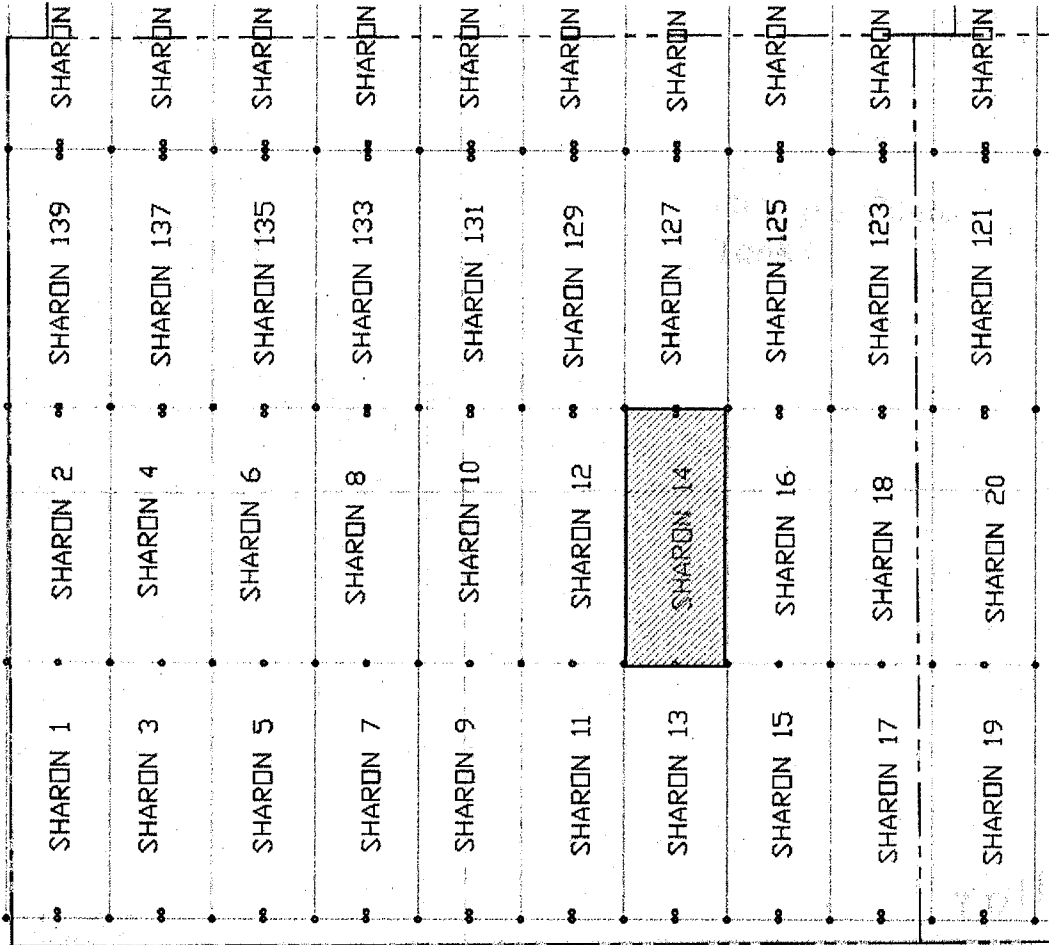 SHARON
SHARON
SHARON
SHARON
SHARON
SHARON
SHARON
SHARON
SHARON
SHARON
SHARON 139
SHARON 137
SHARON 135
SHARON 133
SHARON 131
SHARON 129
SHARON 127
SHARON 125
SHARON 123
SHARON 121
SHARON 2
SHARON 4
SHARON 6
SHARON 8
SHARON 10
SHARON 12
SHARON 14
SHARON 16
SHARON 18
SHARON 20
SHARON 1
SHARON 3
SHARON 5
SHARON 7
SHARON 9
SHARON 11
SHARON 13
SHARON 15
SHARON 17
SHARON 19